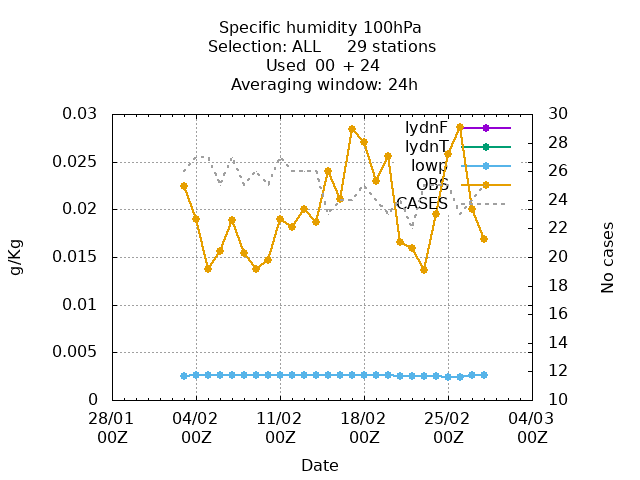 Specific humidity 100hPa
Selection: ALL 29 stations
Used 00 + 24
Averaging window: 24h
g/Kg
0.03
0.025
0.02
0.015
0.01
0.005
0
30
28
26
24
22
20
18
16
14
12
10
No cases
lydnF
lydnT
lowp
OBS
CASES
28/01 04/02 11/02 18/02 25/02 04/03
00Z 00Z 00Z 00Z 00Z 00Z
Date